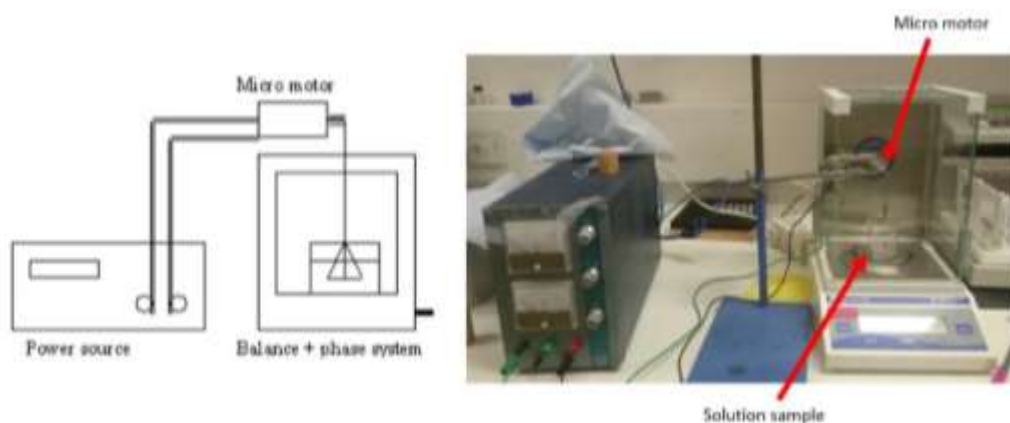 Micro motor
Power source
Balance + phase system
Micro motor
Solution sample